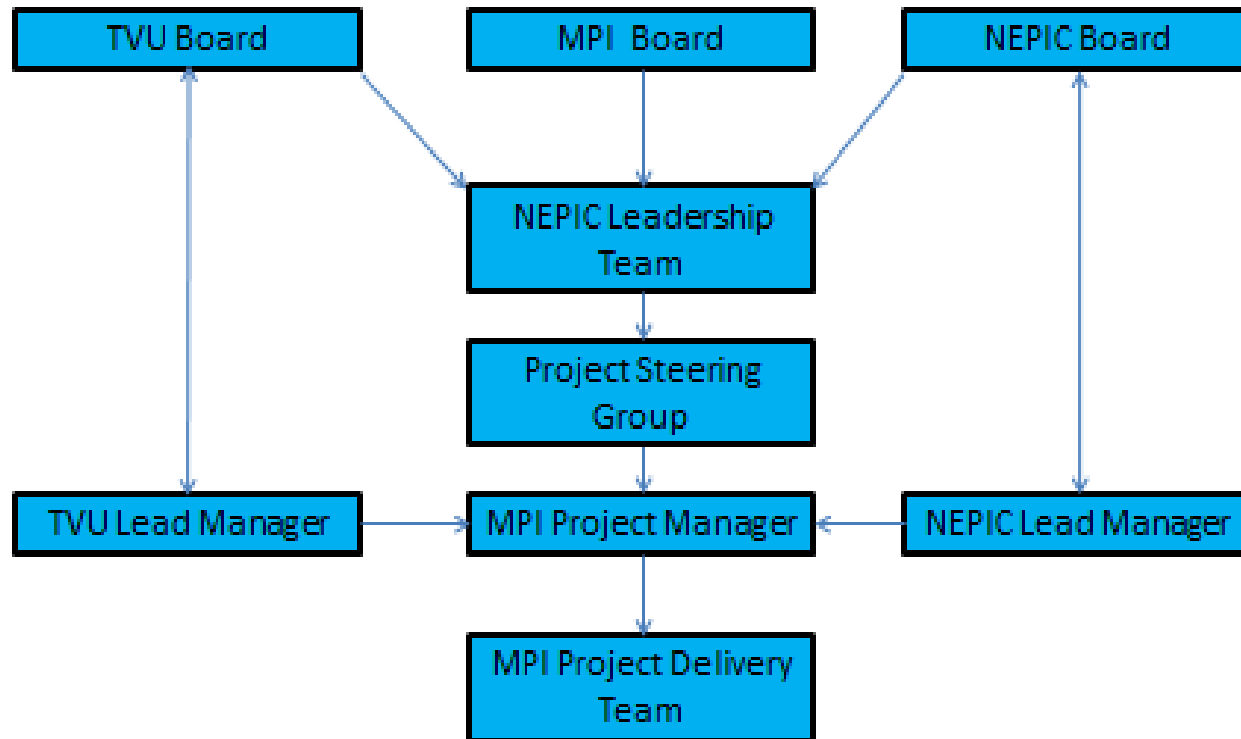 TVU Board
MPI Board
NEPIC Board
NEPIC Leadership
Team
Project Steering
Group
TVU Lead Manager
MPI Project Manager
NEPIC Lead Manager
MPI Project Delivery
Team